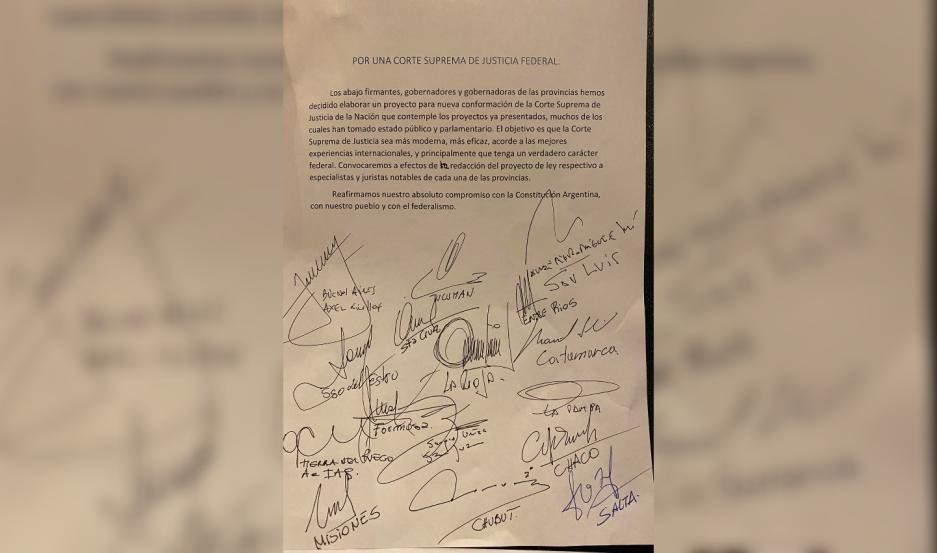 POR UNA CORTE SUPREMA DE JUSTICIA FEDERAL.
Los abajo firmantes, gobernadores y gobernadoras de las provincias hemos
decidido elaborar un proyecto para nueva conformación de la Corte Suprema de
Justicia de la Nación que contemple los proyectos ya presentados, muchos de los
cuales han tomado estado público y parlamentario. El objetivo es que la Corte
Suprema de Justicia sea más moderna, más eficaz, acorde a las mejores
experiencias internacionales, y principalmente que tenga un verdadero carácter
federal. Convocaremos a efectos de la redacción del proyecto de ley respectivo a
especialistas y juristas notables de cada una de las provincias.
Reafirmamos nuestro absoluto compromiso con la Constitución Argentina,
con nuestro pueblo y con el federalismo.
SAN LUIS
BUENOS AIRES
AXEL Kicillof
TUCUMAN
ENTRE RIOS
STA CRUZ
Catamarca
SGO del Estero
LA RIOJA.
LA PAMPA
Formosa.
TIERRA DEL FUEGO
A e IAS.
CHACO
MISIONES
CHUBUT.
SALTA.